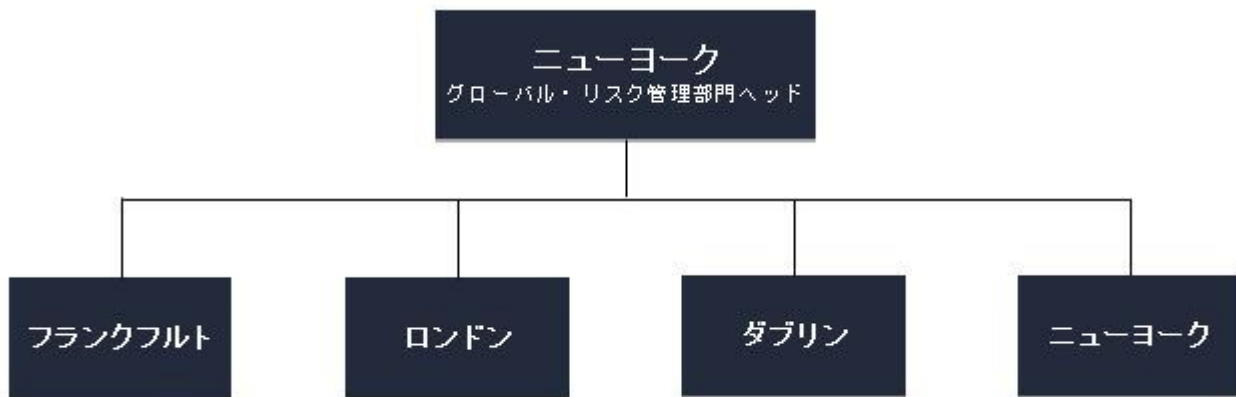 ニューヨーク
グローバル・リスク管理部門ヘッド
フランクフルト
ロンドン
ダブリン
ニューヨーク